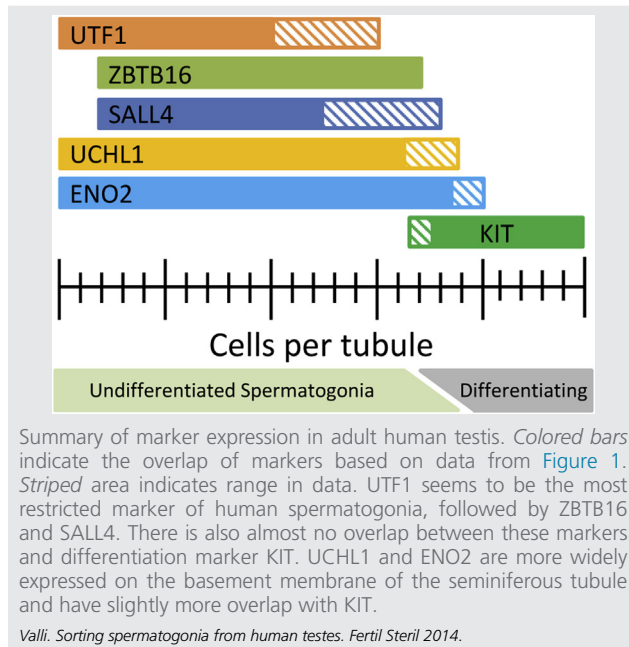 UTF1
ZBTB16
SALL4
UCHL1
ENO2
KIT
Cells per tubule
Undifferentiated Spermatogonia
Differentiating
Summary of marker expression in adult human testis. Colored bars
indicate the overlap of markers based on data from Figure 1.
Striped area indicates range in data. UTF1 seems to be the most
restricted marker of human spermatogonia, followed by ZBTB16
and SALL4. There is also almost no overlap between these markers
and differentiation marker KIT. UCHL1 and ENO2 are more widely
expressed on the basement membrane of the seminiferous tubule
and have slightly more overlap with KIT.
Valli. Sorting spermatogonia from human testes. Fertil Steril 2014.